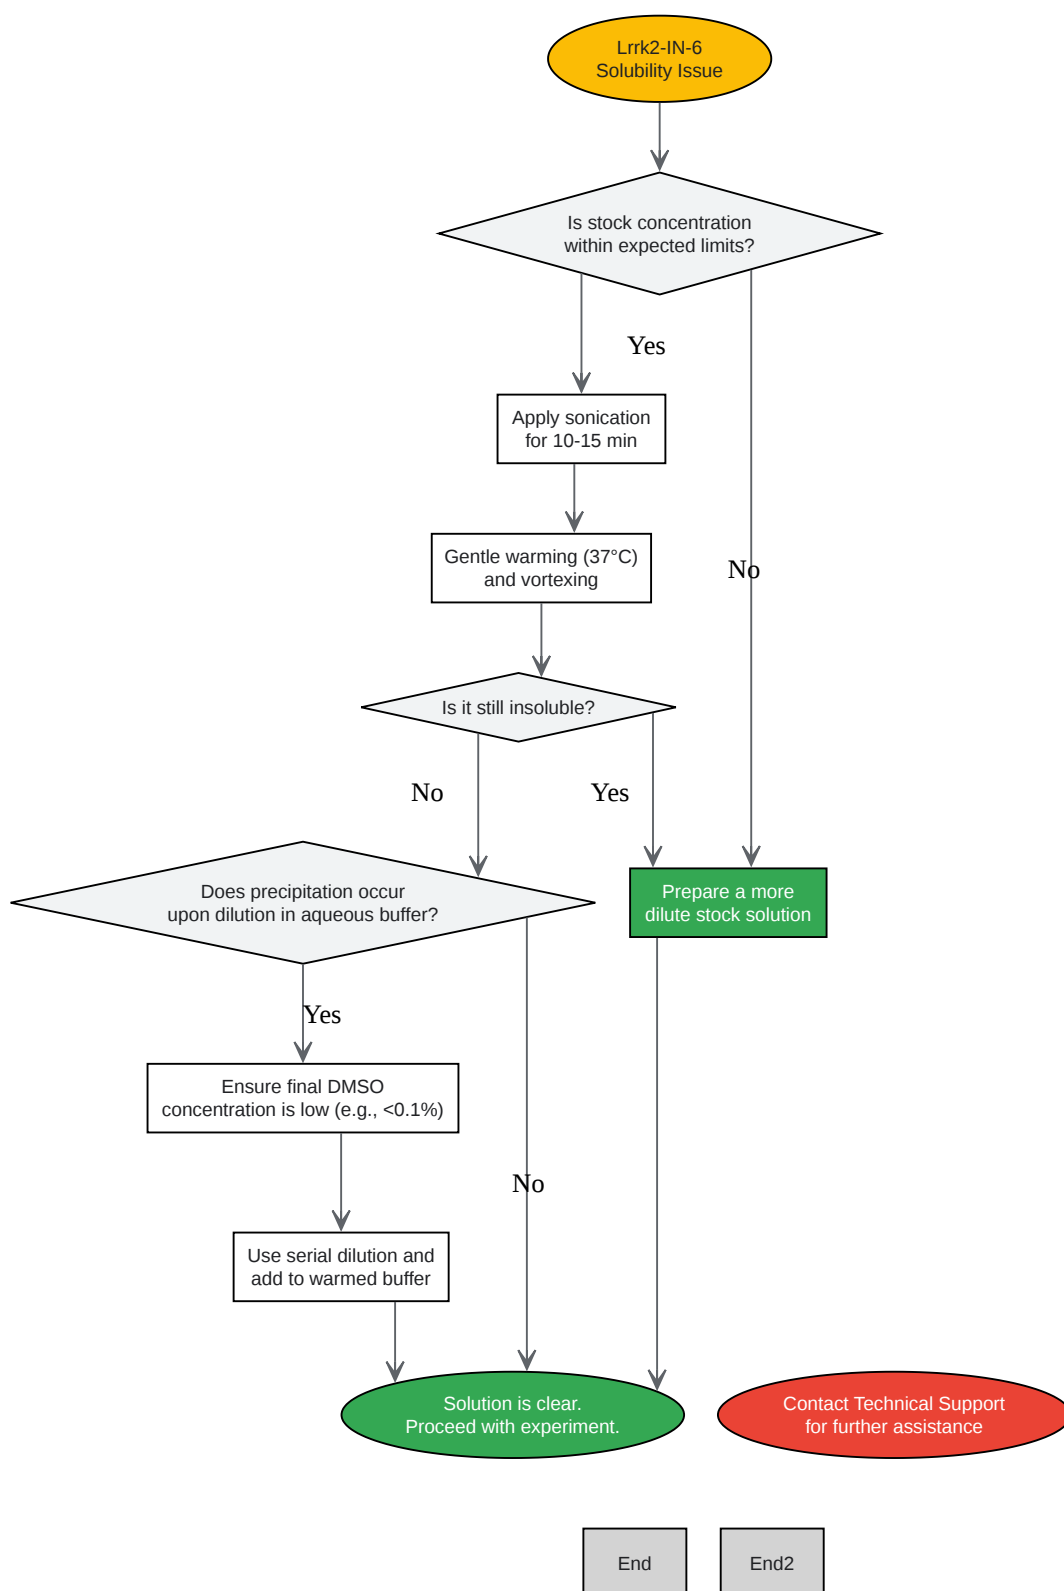 Lrrk2-IN-6
Solubility Issue
Is stock concentration
within expected limits?
Yes
Apply sonication
for 10-15 min
Gentle warming (37°C)
and vortexing
No
Is it still insoluble?
No
Yes
Does precipitation occur
upon dilution in aqueous buffer?
Prepare a more
dilute stock solution
Yes
Ensure final DMSO
concentration is low (e.g., <0.1%)
No
Use serial dilution and
add to warmed buffer
Solution is clear.
Proceed with experiment.
Contact Technical Support
for further assistance
End
End2